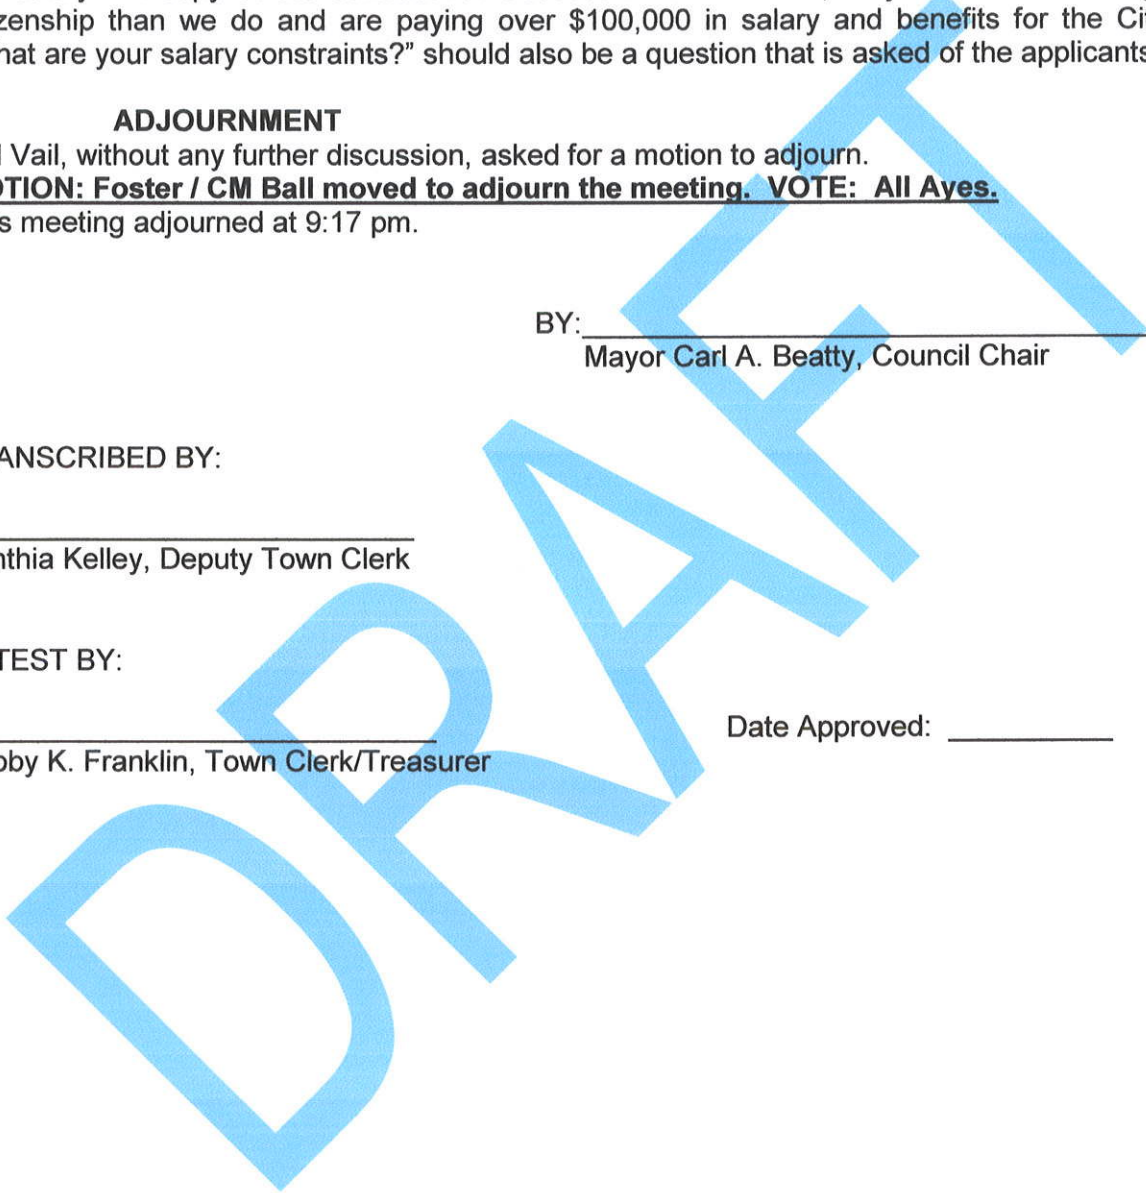 zenship than we do and are paying over $100,000 in salary and benefits for the Ci
hat are your salary constraints?” should also be a question that is asked of the applicants
ADJOURNMENT
Vail, without any further discussion, asked for a motion to adjourn.
OTION: Foster / CM Ball moved to adjourn the meeting. VOTE: All Ayes.
s meeting adjourned at 9:17 pm.
BY:
Mayor Carl A. Beatty, Council Chair
ANSCRIBED BY:
nthia Kelley, Deputy Town Clerk
TEST BY:
Date Approved:
bby K. Franklin, Town Clerk/Treasurer
DRAFT